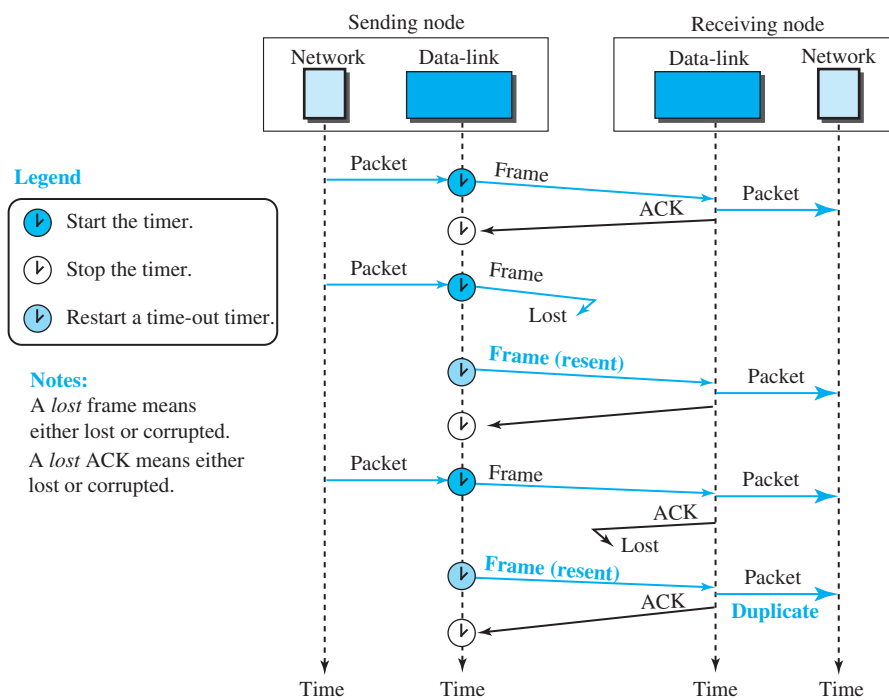 Sending node
Receiving node
Network
Data-link
Data-link
Network
Legend
Start the timer.
Stop the timer.
Restart a time-out timer.
Notes:
A lost frame means
either lost or corrupted.
A lost ACK means either
lost or corrupted.
Packet
Frame
Packet
ACK
Packet
Frame
Lost
Frame (resent)
Packet
Packet
Frame
Packet
ACK
Lost
Frame (resent)
Packet
Duplicate
ACK
Time
Time
Time
Time